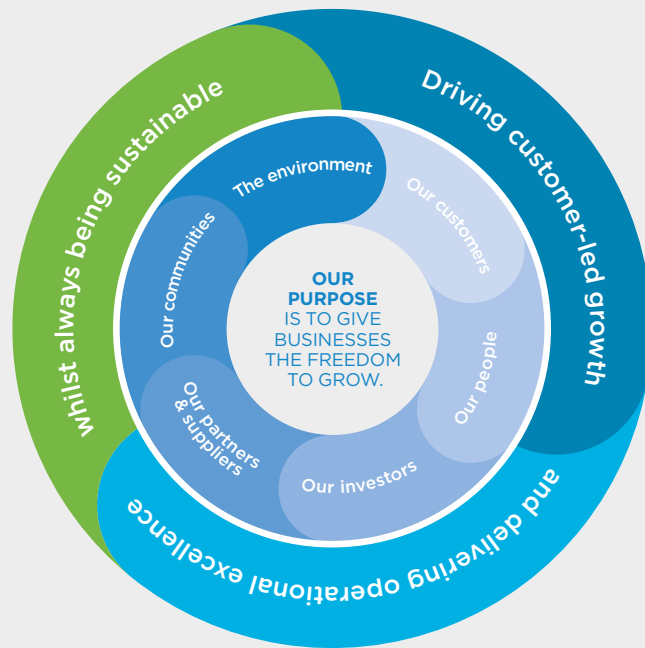 Driving customer-led growth
and delivering operational excellence
whilst always being sustainable
The environment
Our customers
Our people
Our investors
Our partners
& suppliers
Our communities
OUR
PURPOSE
IS TO GIVE
BUSINESSES
THE FREEDOM
TO GROW.